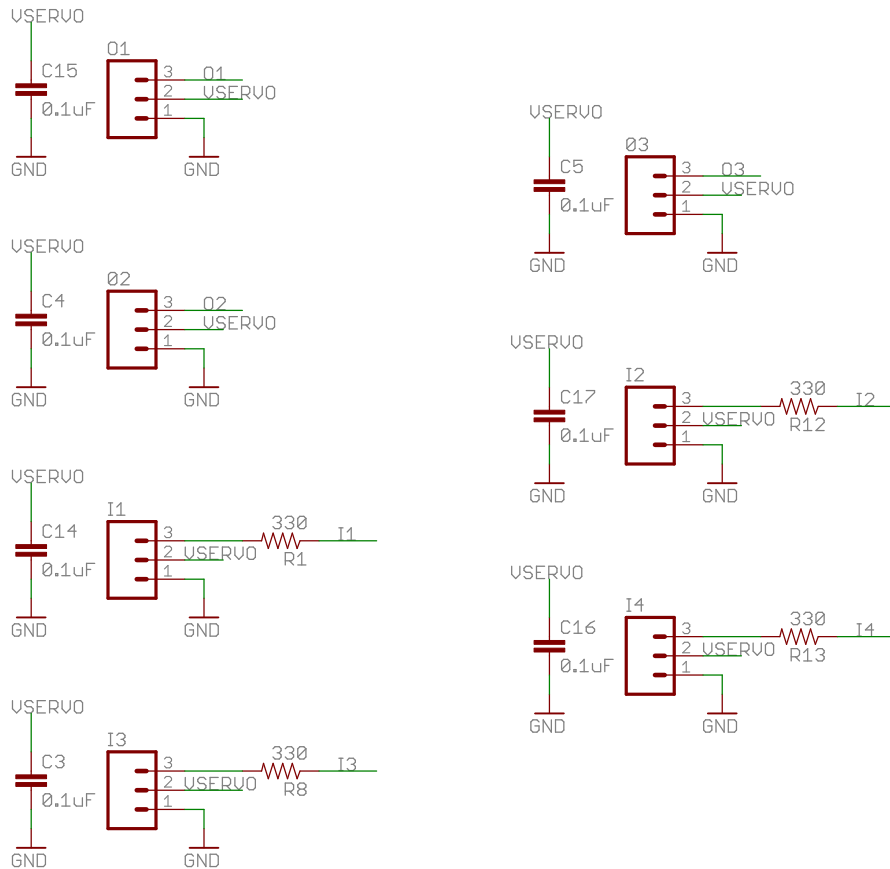 VSERVO
C15
0.1uF
GND
O1
3
O1
2
VSERVO
1
GND
VSERVO
C5
0.1uF
GND
03
3
O3
2
VSERVO
1
GND
VSERVO
C4
0.1uF
GND
02
3
O2
2
VSERVO
1
GND
VSERVO
C17
0.1uF
GND
I2
3
2
VSERVO
1
GND
330
R12
I2
VSERVO
C14
0.1uF
GND
I1
3
2
VSERVO
1
GND
330
R1
I1
VSERVO
C16
0.1uF
GND
I4
3
2
VSERVO
1
GND
330
R13
I4
VSERVO
C3
0.1uF
GND
I3
3
2
VSERVO
1
GND
330
R8
I3